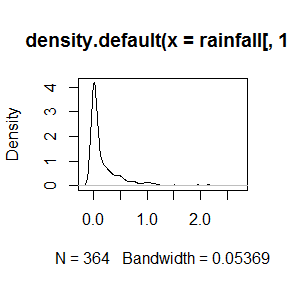 density.default(x = rainfall[, 1
Density
4
3
2
1
0
0.0 1.0 2.0
N = 364 Bandwidth = 0.05369